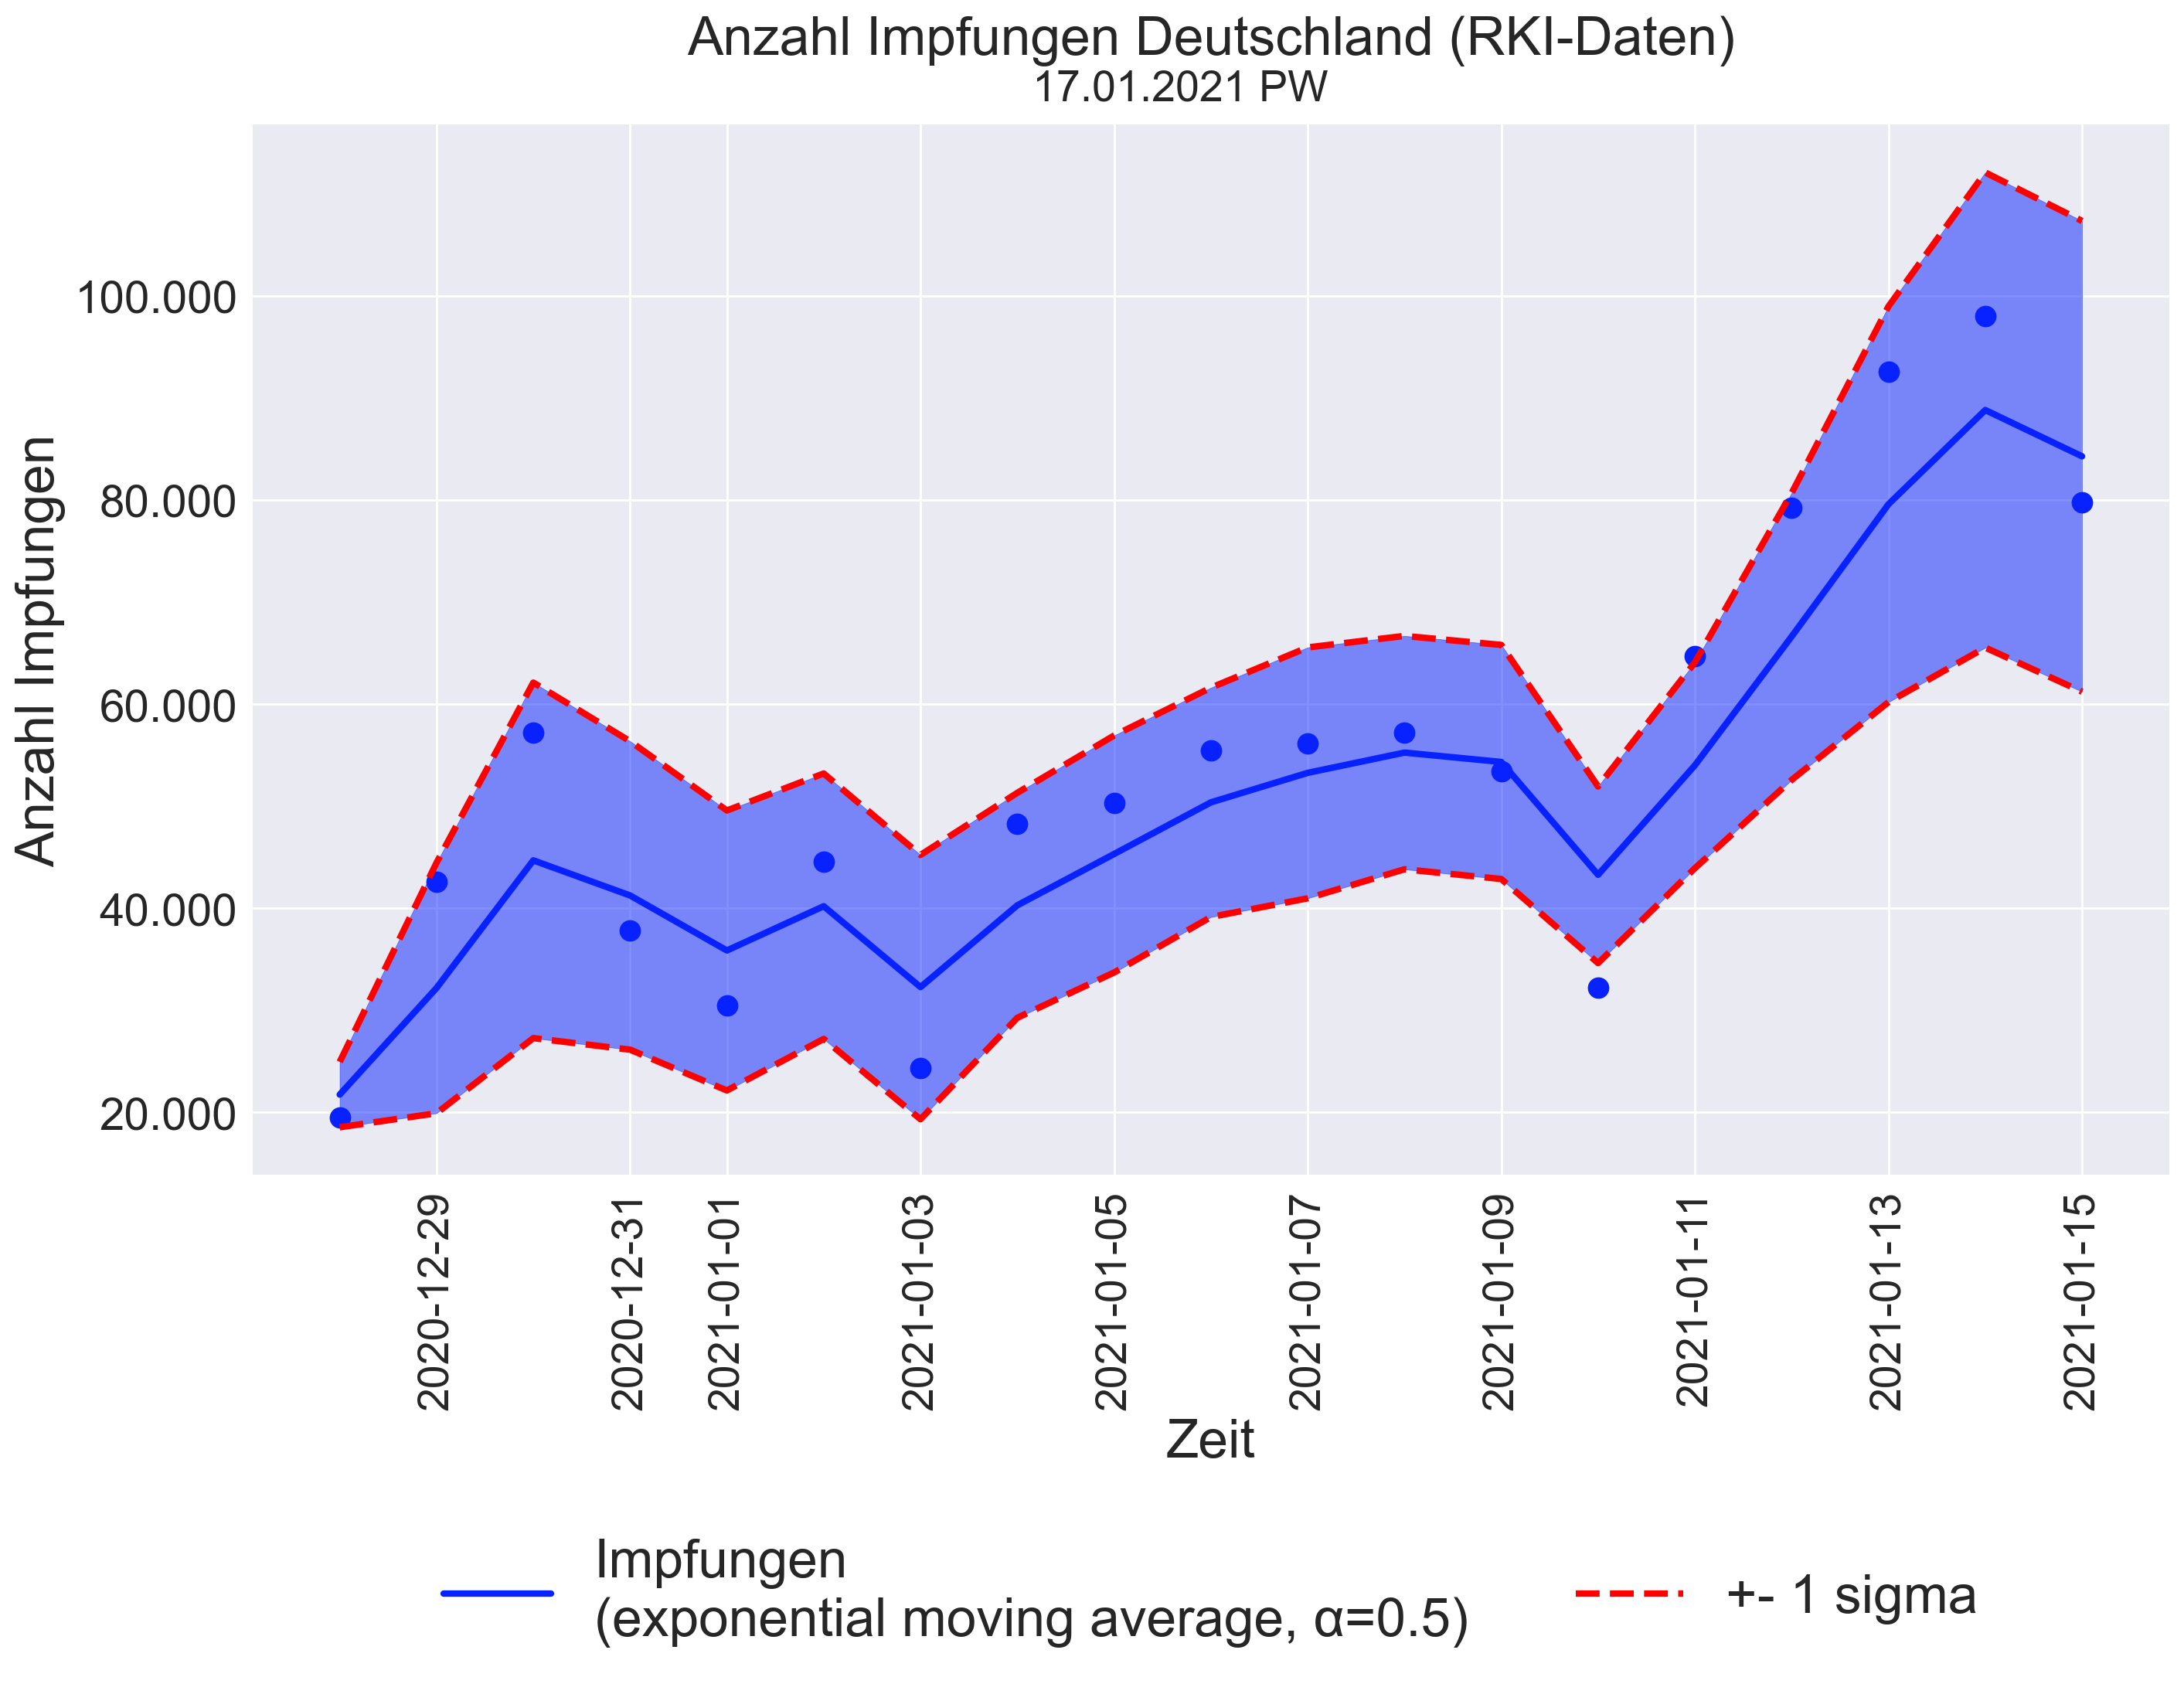 Anzahl Impfungen Deutschland (RKI-Daten)
17.01.2021 PW
Anzahl Impfungen
100.000
80.000
60.000
40.000
20.000
2020-12-29
2020-12-31
2021-01-01
2021-01-03
2021-01-05
2021-01-07
2021-01-09
2021-01-11
2021-01-13
2021-01-15
Zeit
Impfungen
(exponential moving average, α=0.5)
+- 1 sigma